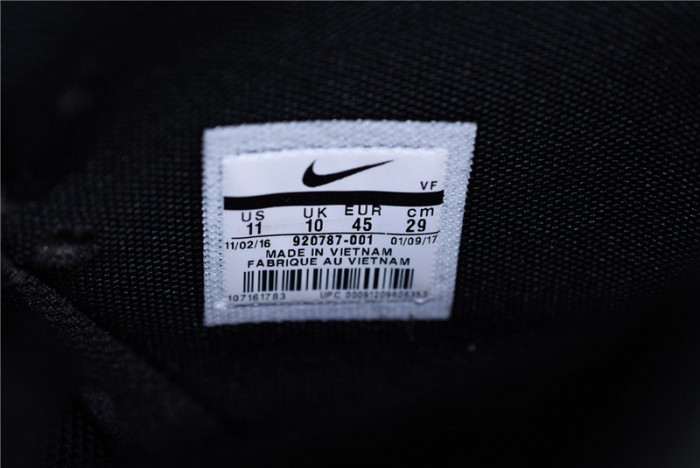 VF
US UK EUR cm
11 10 45 29
11/02/16 920787-001 01/09/17
MADE IN VIETNAM
FABRIQUE AU VIETNAM
107161783 UPC